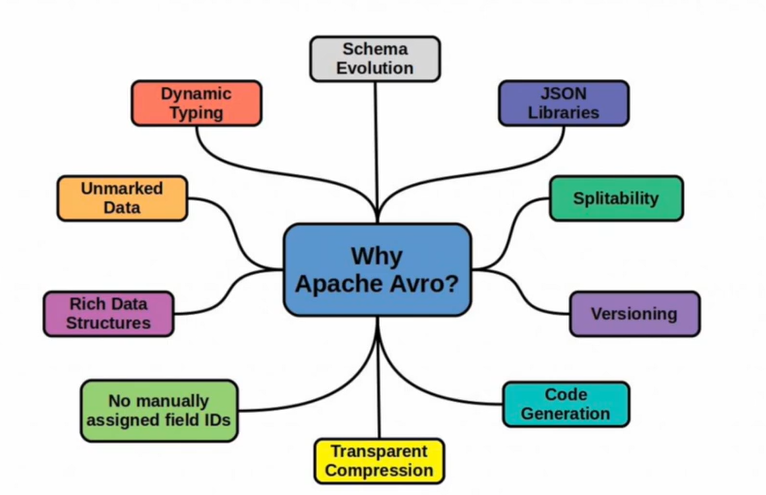 Schema
Evolution
Dynamic
Typing
JSON
Libraries
Unmarked
Data
Splitability
Why
Apache Avro?
Rich Data
Structures
Versioning
No manually
assigned field IDs
Code
Generation
Transparent
Compression